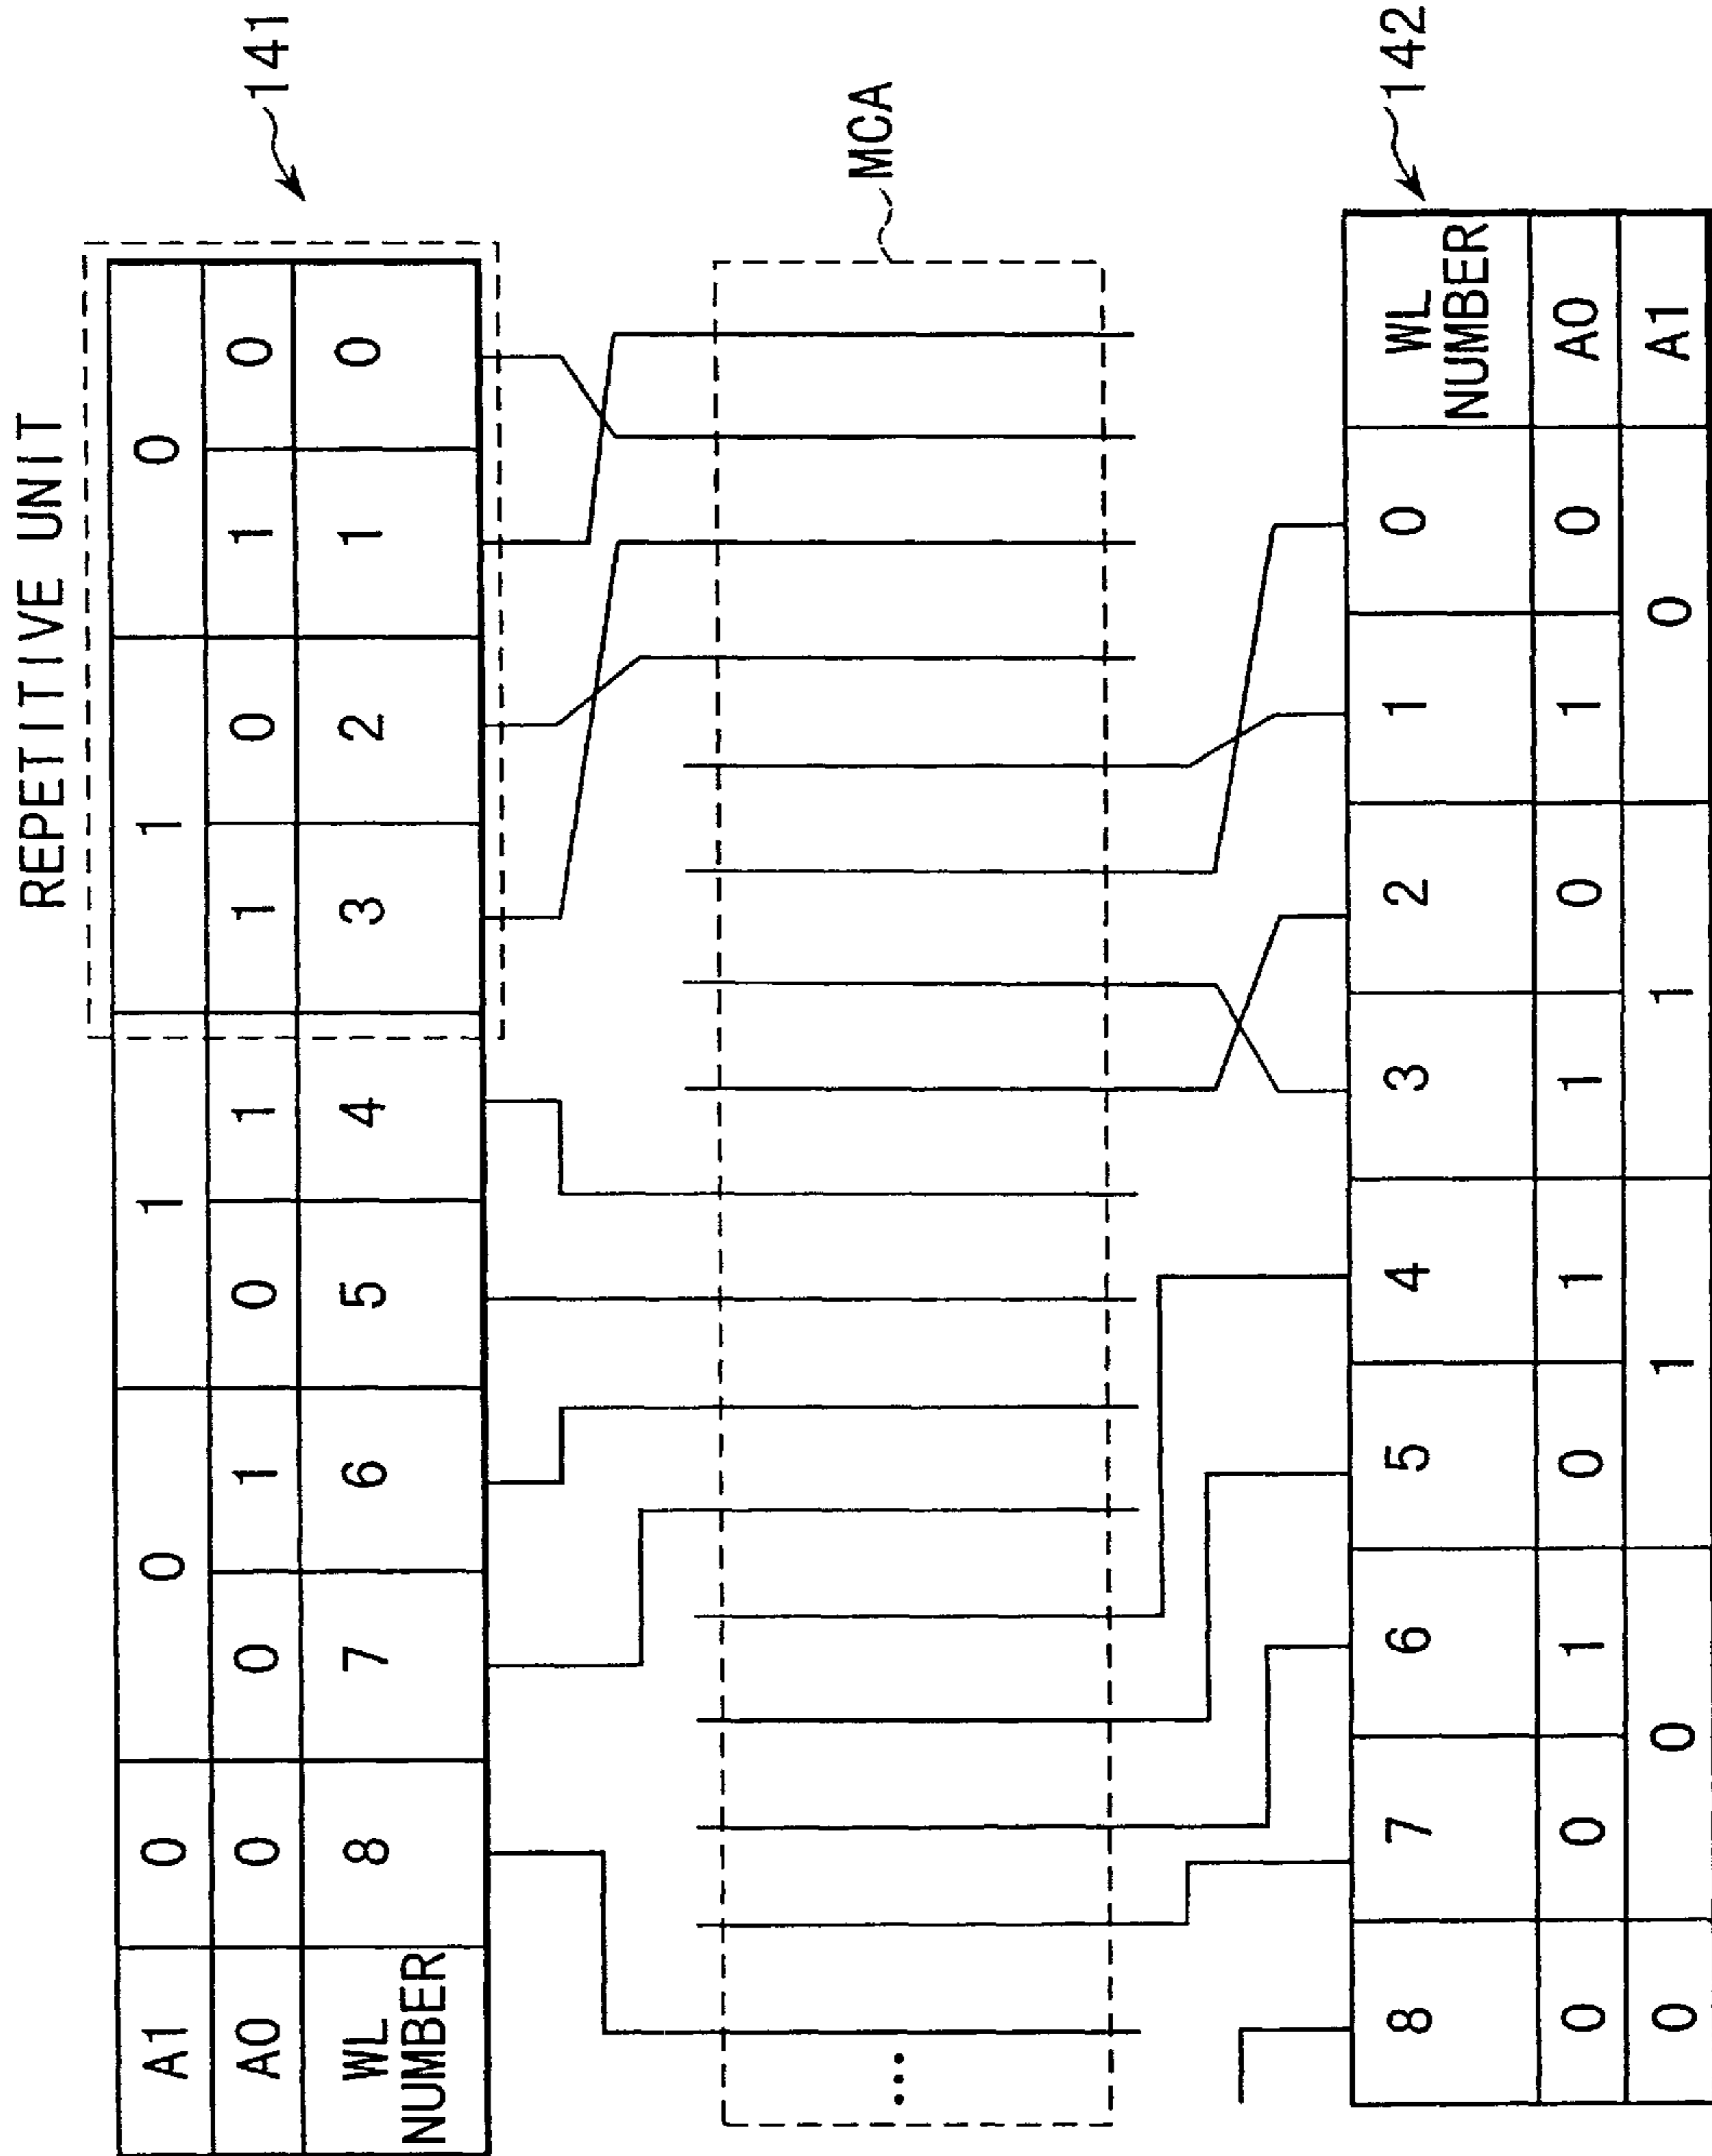 REPETITIVE UNIT
A1 0 0 1 1 0
A0 0 0 1 0 1 1 0 1 0
WL
NUMBER 8 7 6 5 4 3 2 1 0
141
MCA
...
142
8 7 6 5 4 3 2 1 0 WL
NUMBER
0 0 1 0 1 1 0 1 0 A0
0 0 1 1 0 A1